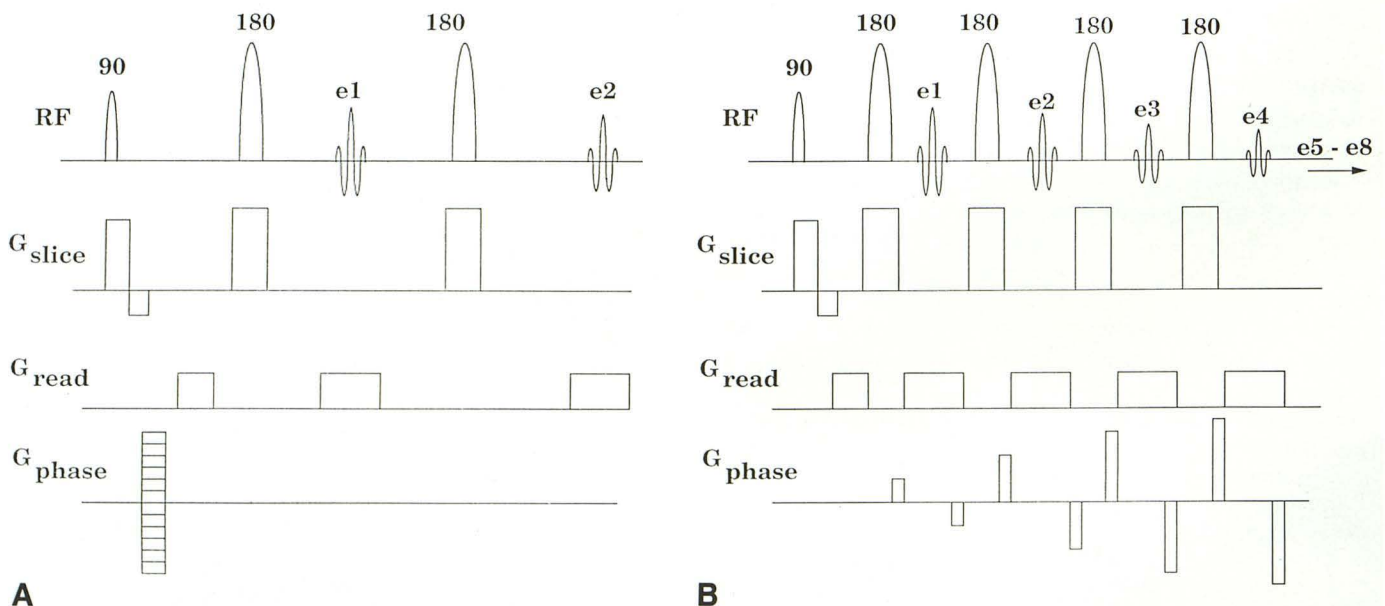 180 180
90 e1 e2
RF
G slice
G read
G phase
A
180 180 180 180
90 e1 e2 e3 e4
RF e5 - e8
G slice
G read
G phase
B